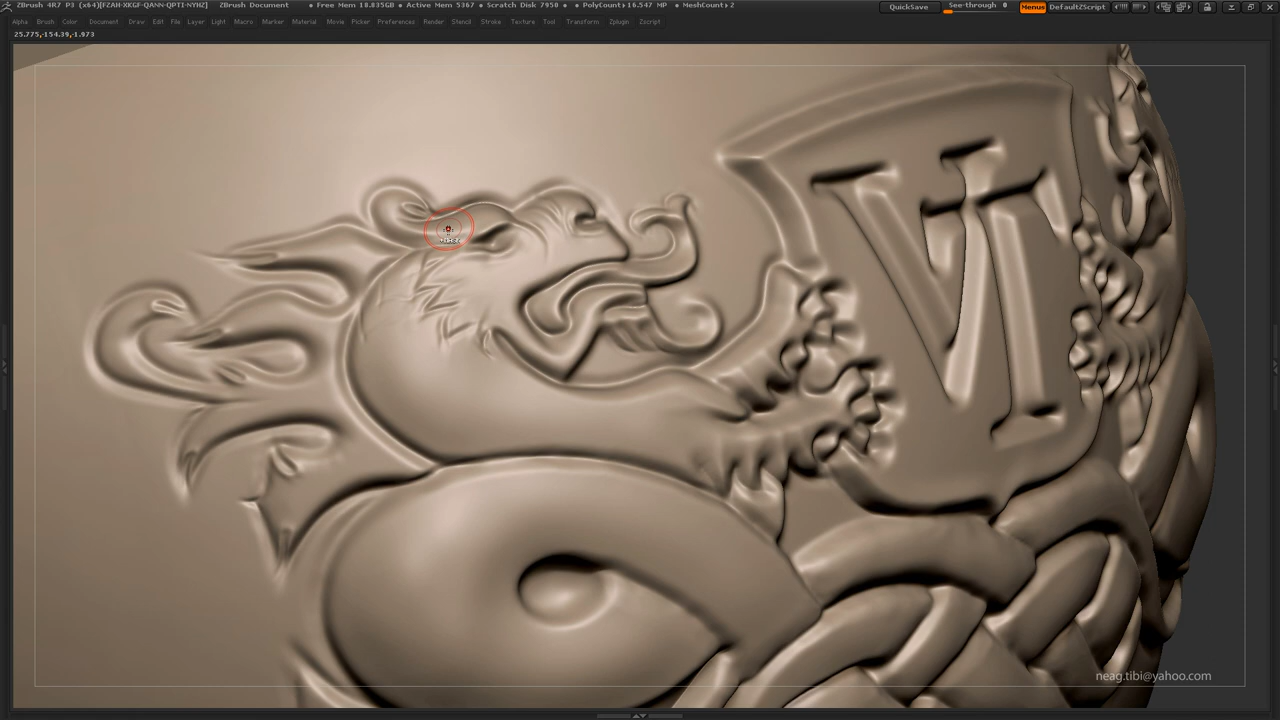 ZBrush 4R7 P3 (x64)[FZAH-XKGF-QANN-QPTI-NYHZ] ZBrush Document • Free Mem 10.835GB • Active Mem 5367 • Scratch Disk 7950 • • PolyCount▸16.547 MP • MeshCount▸2 QuickSave See-through 0 Menus DefaultZScript
Alpha Brush Color Document Draw Edit File Layer Light Macro Marker Material Movie Picker Preferences Render Stencil Stroke Texture Tool Transform Zplugin Zscript
25.775,-154.39,-1.973
VI
neag.tibi@yahoo.com